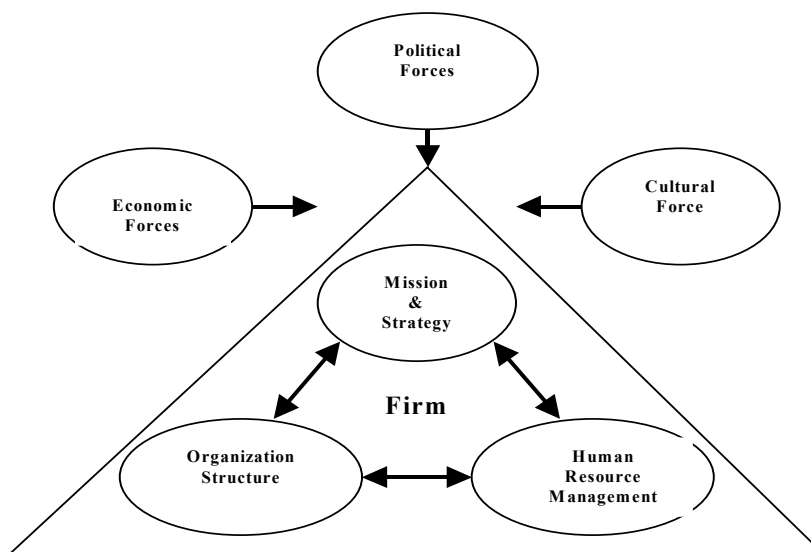 Political
Forces
Economic
Forces
Cultural
Force
Mission
&
Strategy
Firm
Organization
Structure
Human
Resource
Management